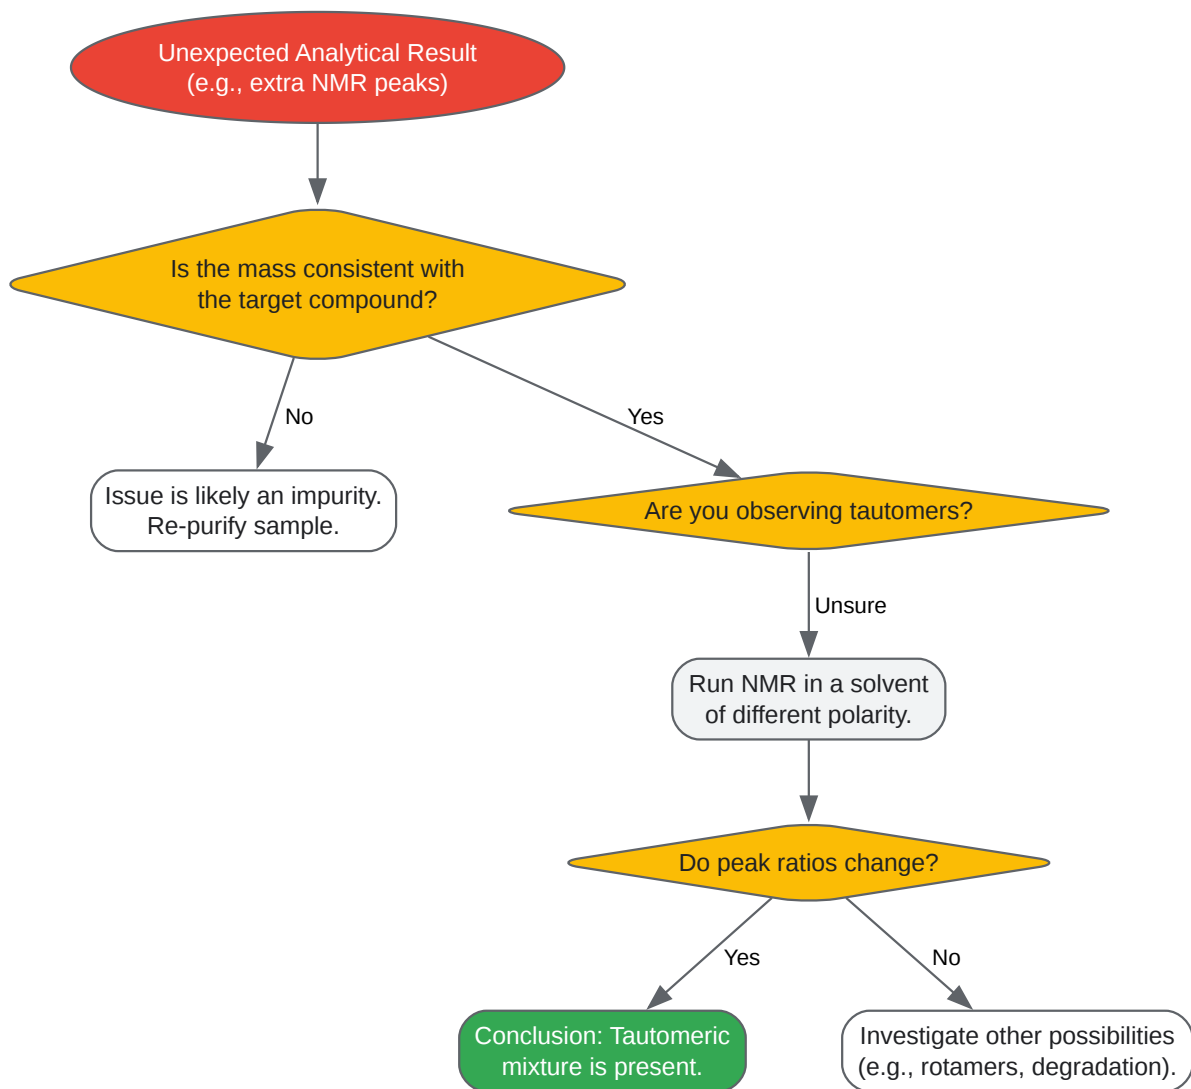 Unexpected Analytical Result
(e.g., extra NMR peaks)
Is the mass consistent with
the target compound?
No
Yes
Issue is likely an impurity.
Re-purify sample.
Are you observing tautomers?
Unsure
Run NMR in a solvent
of different polarity.
Do peak ratios change?
Yes
No
Conclusion: Tautomeric
mixture is present.
Investigate other possibilities
(e.g., rotamers, degradation).